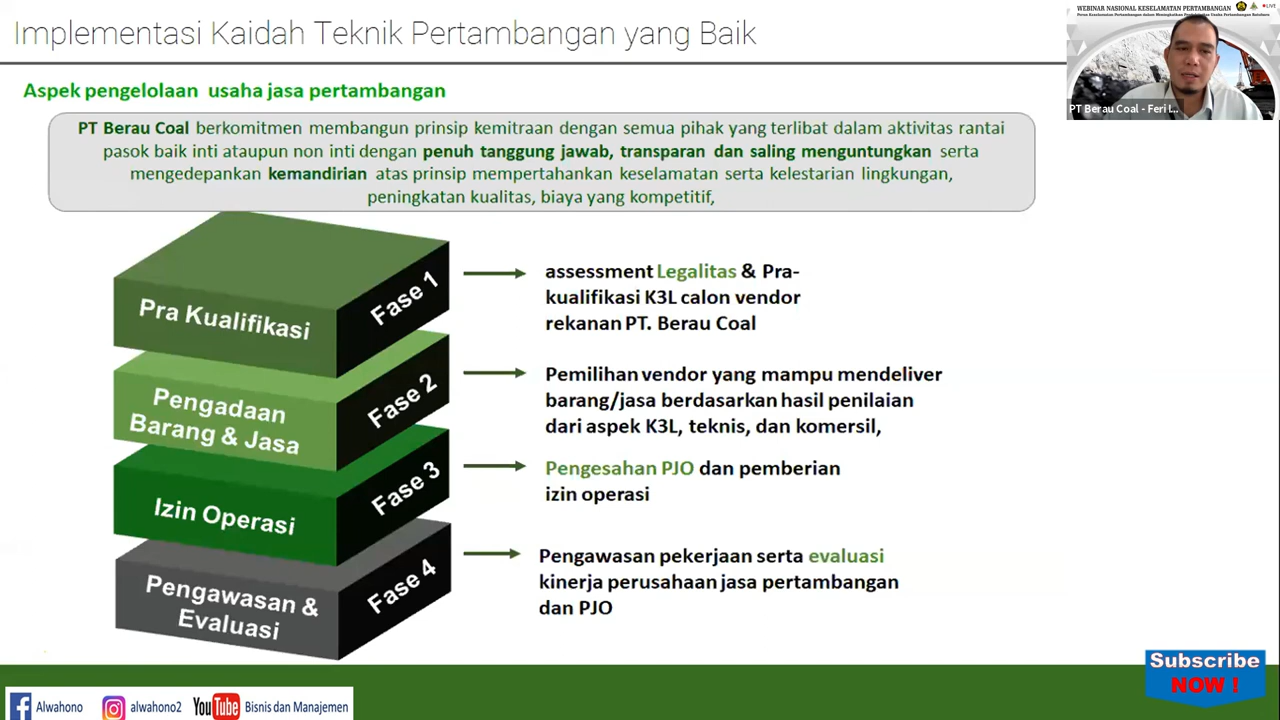 Implementasi Kaidah Teknik Pertambangan yang Baik
WEBINAR NASIONAL KESELAMATAN PERTAMBANGAN
LIVE
PT Berau Coal - Feri I...
Aspek pengelolaan usaha jasa pertambangan
PT Berau Coal berkomitmen membangun prinsip kemitraan dengan semua pihak yang terlibat dalam aktivitas rantai
pasok baik inti ataupun non inti dengan penuh tanggung jawab, transparan dan saling menguntungkan serta
mengedepankan kemandirian atas prinsip mempertahankan keselamatan serta kelestarian lingkungan,
peningkatan kualitas, biaya yang kompetitif,
Pra Kualifikasi
Fase 1
assessment Legalitas & Pra-
kualifikasi K3L calon vendor
rekanan PT. Berau Coal
Pengadaan
Barang & Jasa
Fase 2
Pemilihan vendor yang mampu mendeliver
barang/jasa berdasarkan hasil penilaian
dari aspek K3L, teknis, dan komersil,
Izin Operasi
Fase 3
Pengesahan PJO dan pemberian
izin operasi
Pengawasan &
Evaluasi
Fase 4
Pengawasan pekerjaan serta evaluasi
kinerja perusahaan jasa pertambangan
dan PJO
Subscribe
NOW !
Alwahono
alwahono2
YouTube
Bisnis dan Manajemen